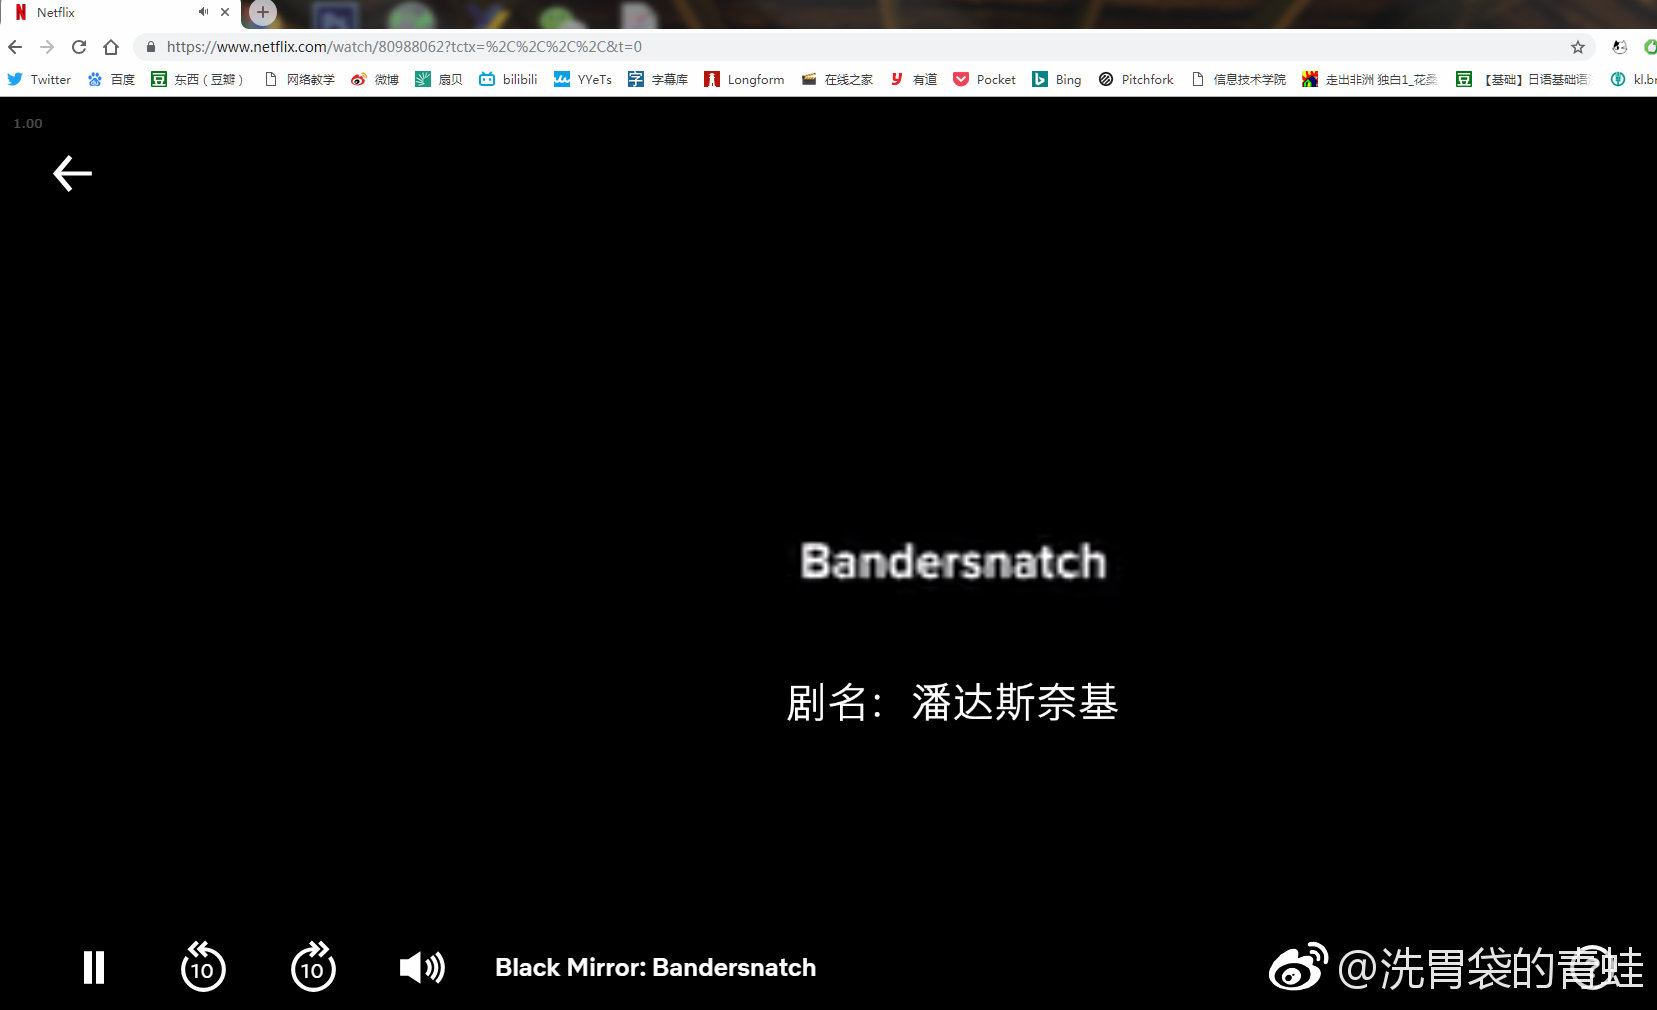 Netflix
https://www.netflix.com/watch/80988062?tctx=%2C%2C%2C%2C&t=0
Twitter 百度 东西（豆瓣） 网络教学 微博 扇贝 bilibili YYeTs 字幕库 Longform 在线之家 有道 Pocket Bing Pitchfork 信息技术学院 走出非洲 独白1_花桑 【基础】日语基础语 kl.br
1.00
Bandersnatch
剧名：潘达斯奈基
10 10 Black Mirror: Bandersnatch
@洗胃袋的青蛙